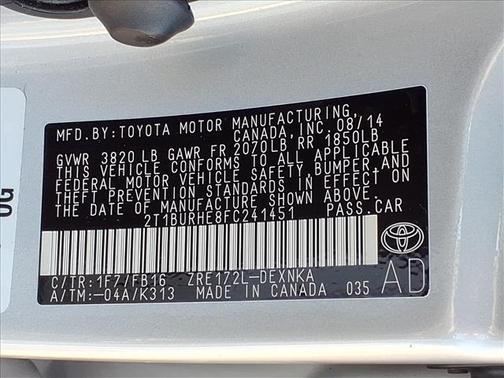 MFD. BY: TOYOTA MOTOR MANUFACTURING,
CANADA, INC. 08/14
GVWR 3820LB GAWR FR 2070LB RR 1850LB
THIS VEHICLE CONFORMS TO ALL APPLICABLE
FEDERAL MOTOR VEHICLE SAFETY, BUMPER, AND
THEFT PREVENTION STANDARDS IN EFFECT ON
THE DATE OF MANUFACTURE SHOWN ABOVE.
2T1BURHE8FC241451 PASS.CAR
C/TR:1F7/FB16 ZRE172L-DEXNKA
A/TM:-04A/K313 MADE IN CANADA 035
AD
OG